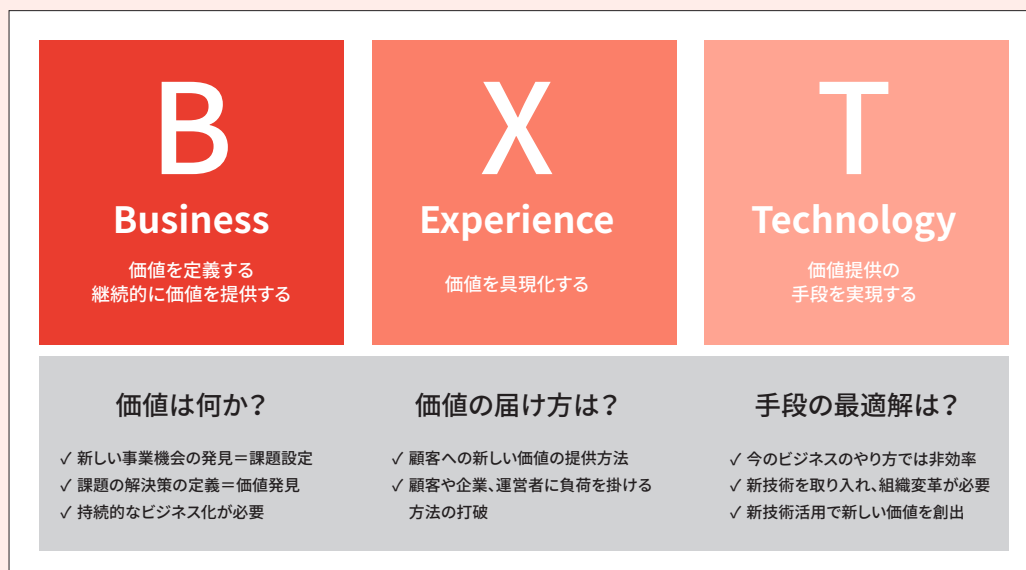 B
Business
価値を定義する
継続的に価値を提供する
X
Experience
価値を具現化する
T
Technology
価値提供の
手段を実現する
価値は何か？
✓ 新しい事業機会の発見＝課題設定
✓ 課題の解決策の定義＝価値発見
✓ 持続的なビジネス化が必要
価値の届け方は？
✓ 顧客への新しい価値の提供方法
✓ 顧客や企業、運営者に負荷を掛ける
方法の打破
手段の最適解は？
✓ 今のビジネスのやり方では非効率
✓ 新技術を取り入れ、組織変革が必要
✓ 新技術活用で新しい価値を創出